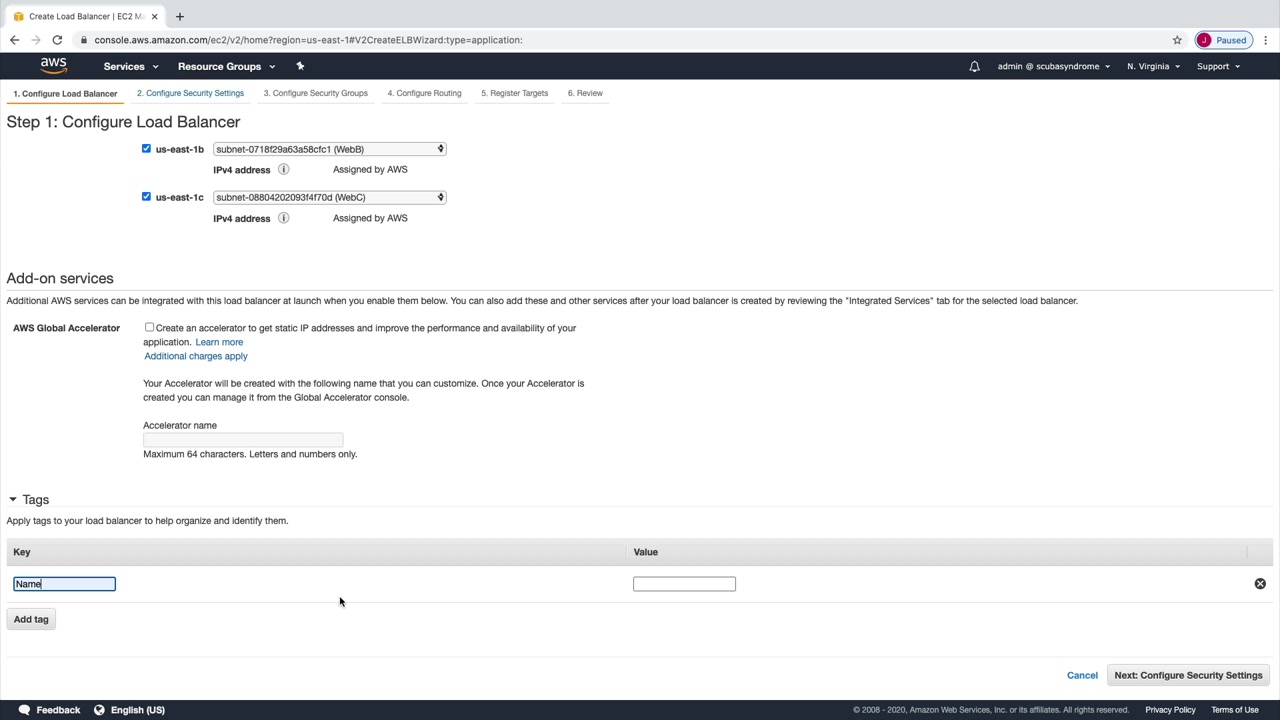 Create Load Balancer | EC2 M
console.aws.amazon.com/ec2/v2/home?region=us-east-1#V2CreateELBWizard:type=application:
J Paused
aws Services Resource Groups admin @ scubasyndrome N. Virginia Support
1. Configure Load Balancer 2. Configure Security Settings 3. Configure Security Groups 4. Configure Routing 5. Register Targets 6. Review
Step 1: Configure Load Balancer
us-east-1b subnet-0718f29a63a58cfc1 (WebB)
IPv4 address i Assigned by AWS
us-east-1c subnet-08804202093f4f70d (WebC)
IPv4 address i Assigned by AWS
Add-on services
Additional AWS services can be integrated with this load balancer at launch when you enable them below. You can also add these and other services after your load balancer is created by reviewing the "Integrated Services" tab for the selected load balancer.
AWS Global Accelerator Create an accelerator to get static IP addresses and improve the performance and availability of your
application. Learn more
Additional charges apply
Your Accelerator will be created with the following name that you can customize. Once your Accelerator is
created you can manage it from the Global Accelerator console.
Accelerator name
Maximum 64 characters. Letters and numbers only.
Tags
Apply tags to your load balancer to help organize and identify them.
Key Value
Name
Add tag
Cancel Next: Configure Security Settings
Feedback English (US) © 2008 - 2020, Amazon Web Services, Inc. or its affiliates. All rights reserved. Privacy Policy Terms of Use